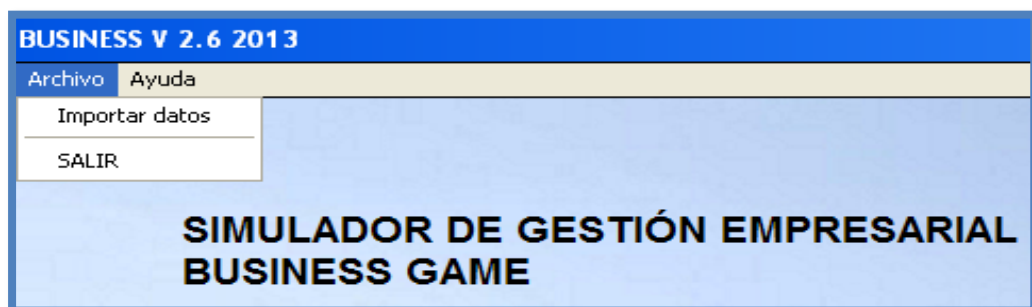 BUSINESS V 2.6 2013
Archivo Ayuda
Importar datos
SALIR
SIMULADOR DE GESTIÓN EMPRESARIAL
BUSINESS GAME